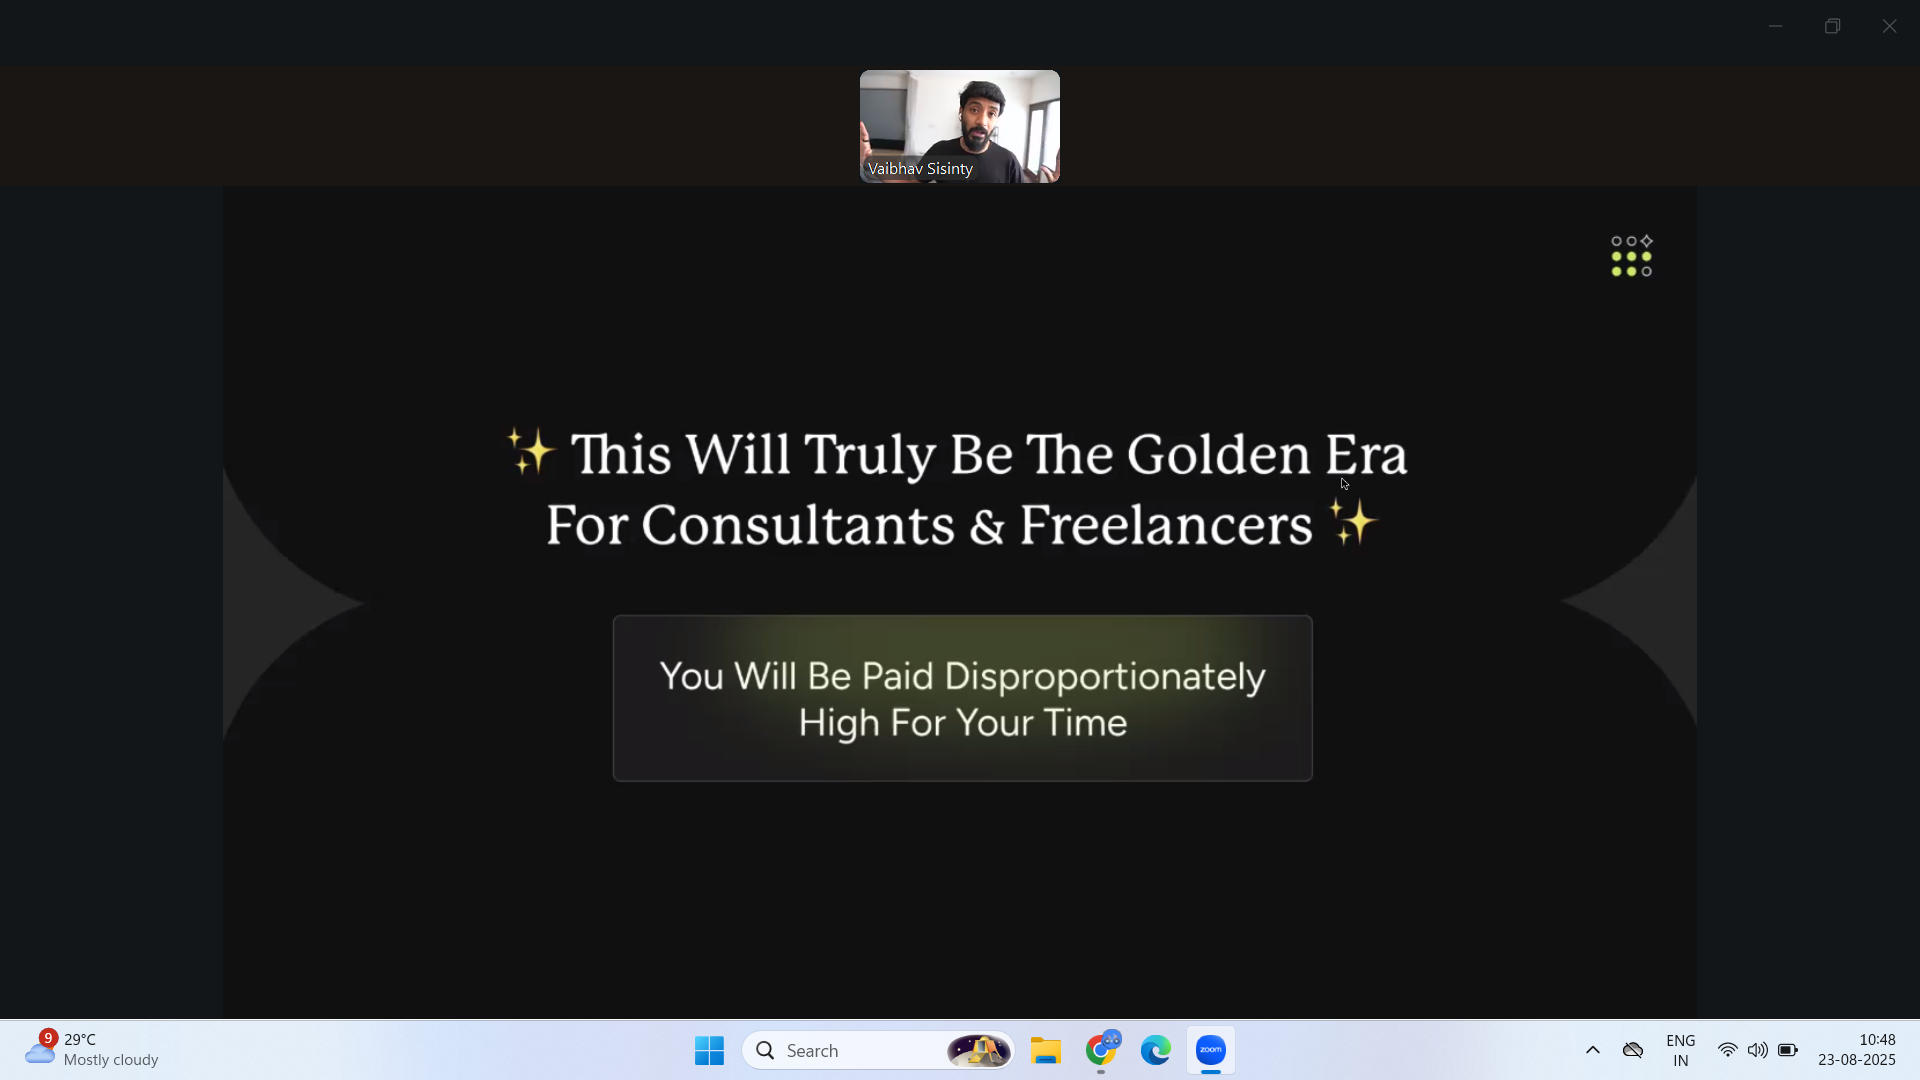 Vaibhav Sisinty
✨ This Will Truly Be The Golden Era
For Consultants & Freelancers ✨
You Will Be Paid Disproportionately
High For Your Time
9
29°C
Mostly cloudy
Search
zoom
ENG
IN
10:48
23-08-2025